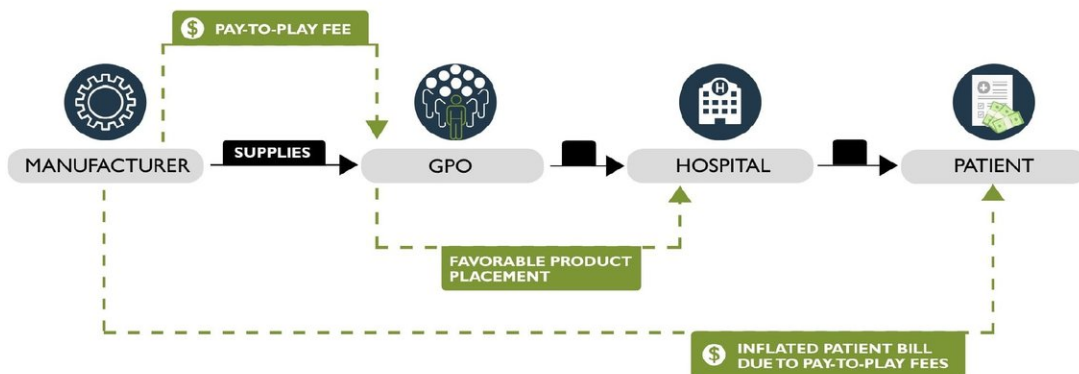 PAY-TO-PLAY FEE
MANUFACTURER
SUPPLIES
GPO
H
HOSPITAL
PATIENT
FAVORABLE PRODUCT
PLACEMENT
INFLATED PATIENT BILL
DUE TO PAY-TO-PLAY FEES